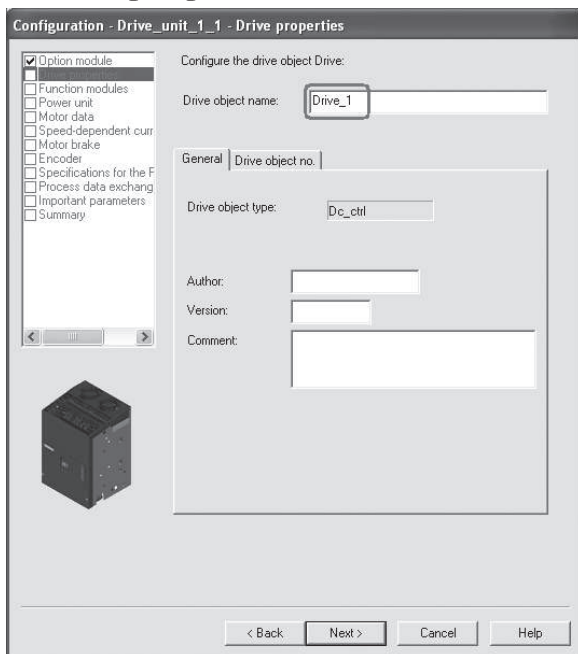 Configuration - Drive_unit_1_1 - Drive properties
Option module
Drive properties
Function modules
Power unit
Motor data
Speed-dependent curr
Motor brake
Encoder
Specifications for the F
Process data exchang
Important parameters
Summary
Configure the drive object Drive:
Drive object name:
Drive_1
General
Drive object no.
Drive object type:
Dc_ctrl
Author:
Version:
Comment:
< Back
Next >
Cancel
Help